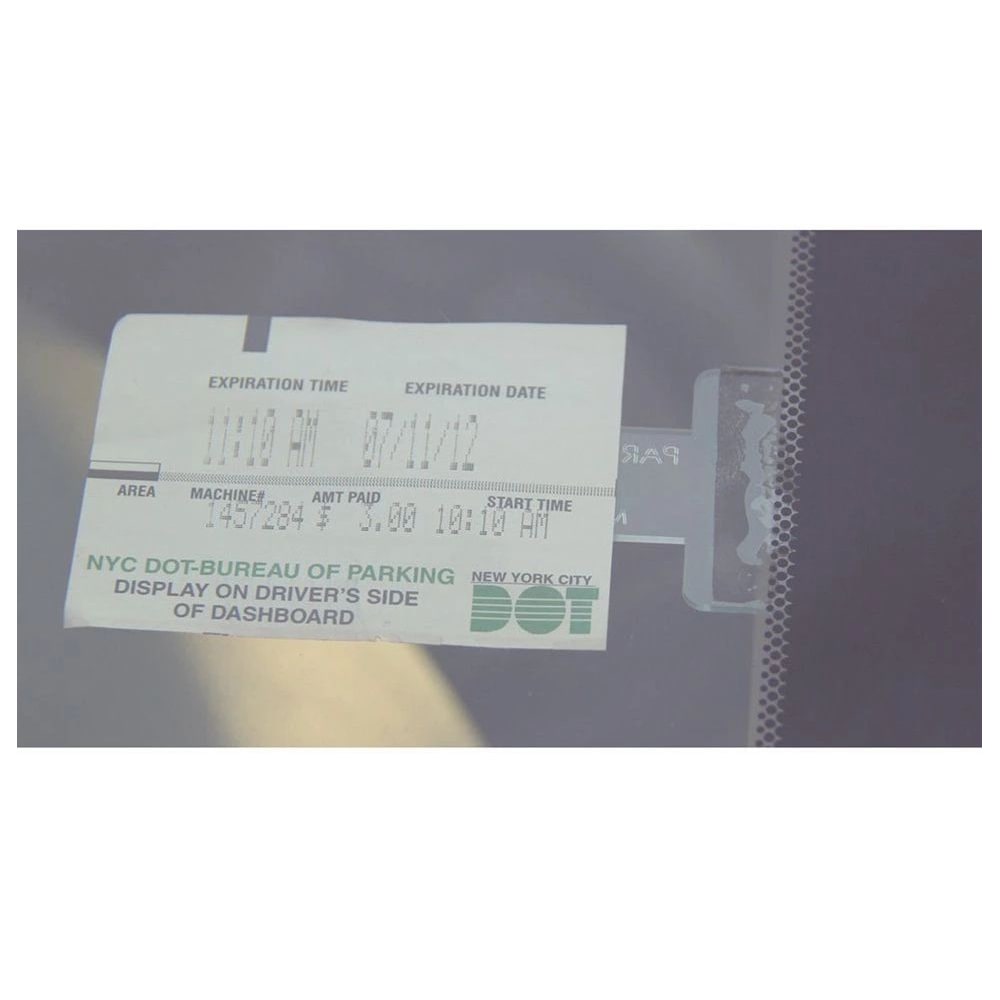 EXPIRATION TIME EXPIRATION DATE
11:10 AM 07/11/12
AREA MACHINE# AMT PAID START TIME
1457284 $ 3.00 10:10 AM
NYC DOT-BUREAU OF PARKING
DISPLAY ON DRIVER'S SIDE
OF DASHBOARD
NEW YORK CITY
DOT